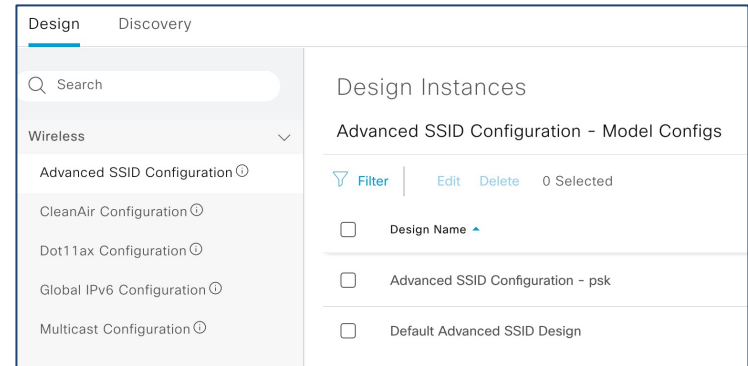 Design Discovery
Search
Wireless
Advanced SSID Configuration
CleanAir Configuration
Dot11ax Configuration
Global IPv6 Configuration
Multicast Configuration
Design Instances
Advanced SSID Configuration - Model Configs
Filter Edit Delete 0 Selected
Design Name
Advanced SSID Configuration - psk
Default Advanced SSID Design